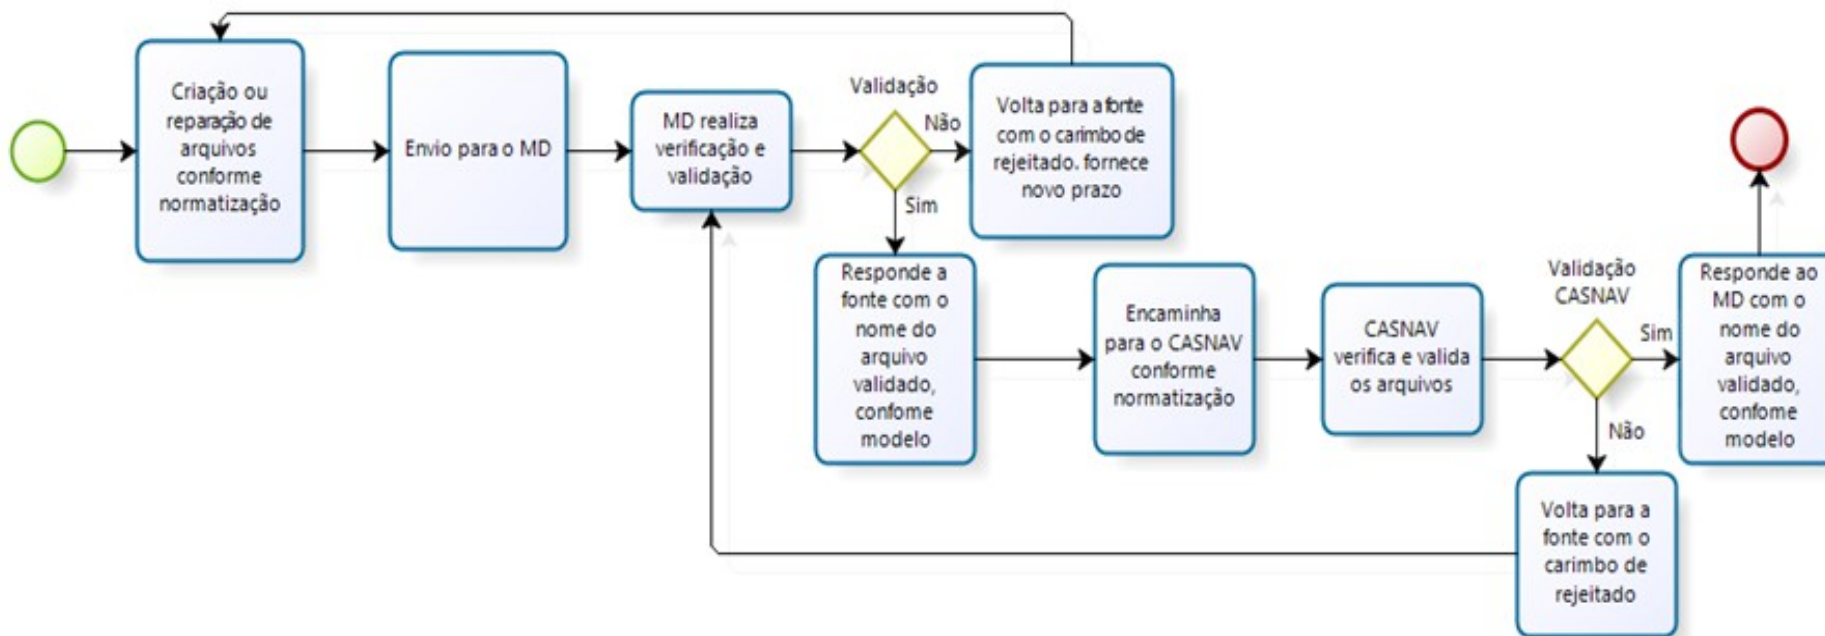 Criação ou
reparação de
arquivos
conforme
normatização
Envio para o MD
MD realiza
verificação e
validação
Validação
Não
Sim
Volta para a fonte
com o carimbo de
rejeitado. fornece
novo prazo
Responde a
fonte com o
nome do
arquivo
validado,
confome
modelo
Encaminha
para o CASNAV
conforme
normatização
CASNAV
verifica e valida
os arquivos
Validação
CASNAV
Sim
Não
Responde ao
MD com o
nome do
arquivo
validado,
confome
modelo
Volta para a
fonte com o
carimbo de
rejeitado